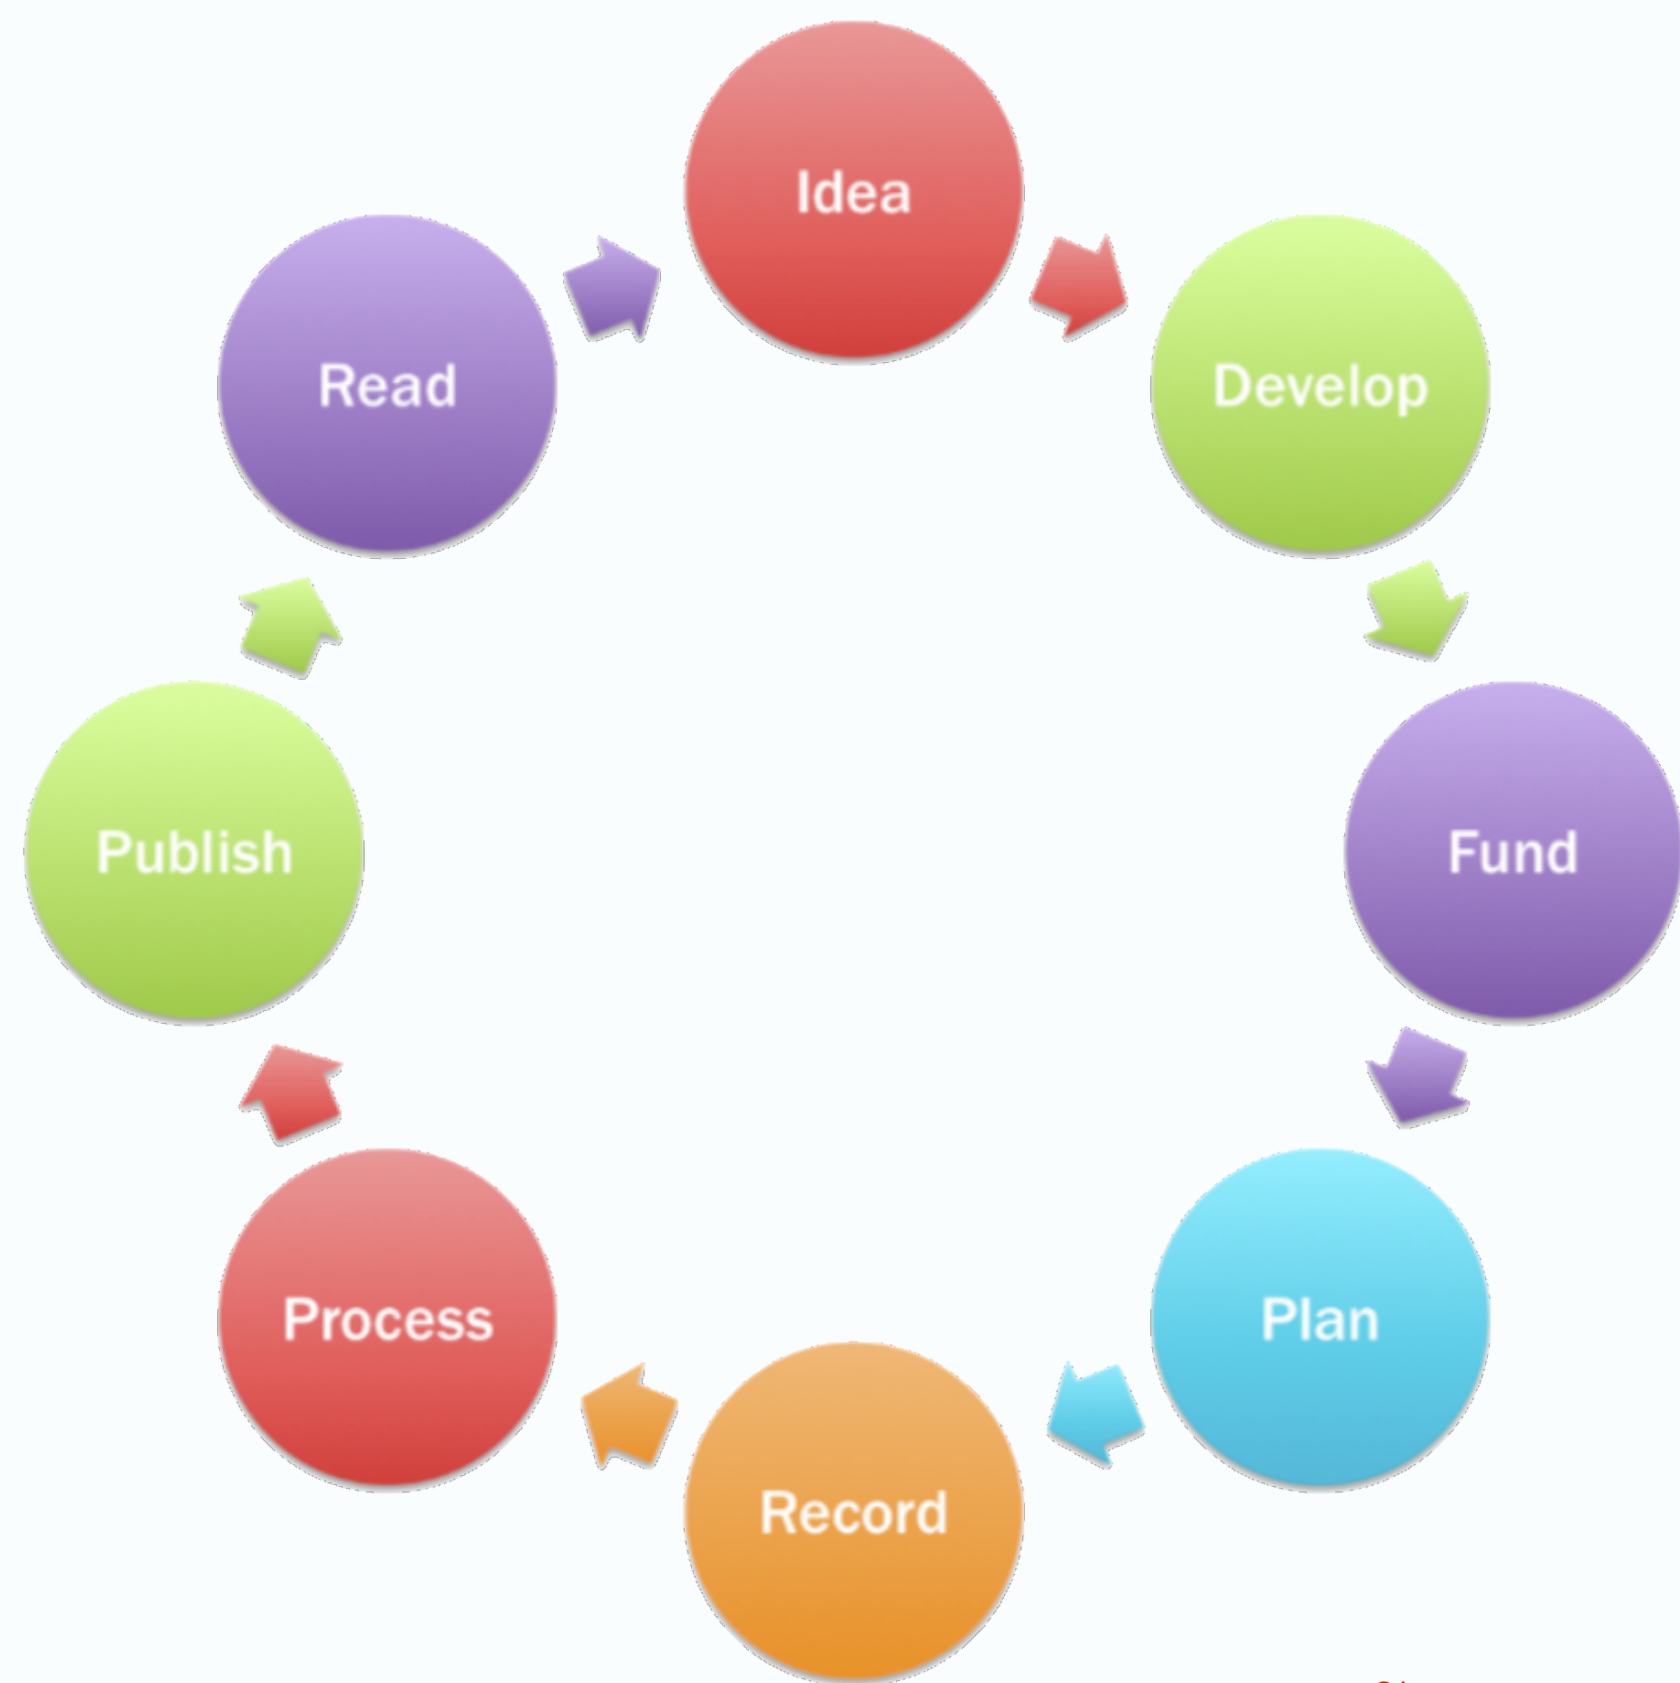 Idea
Develop
Fund
Plan
Record
Process
Publish
Read